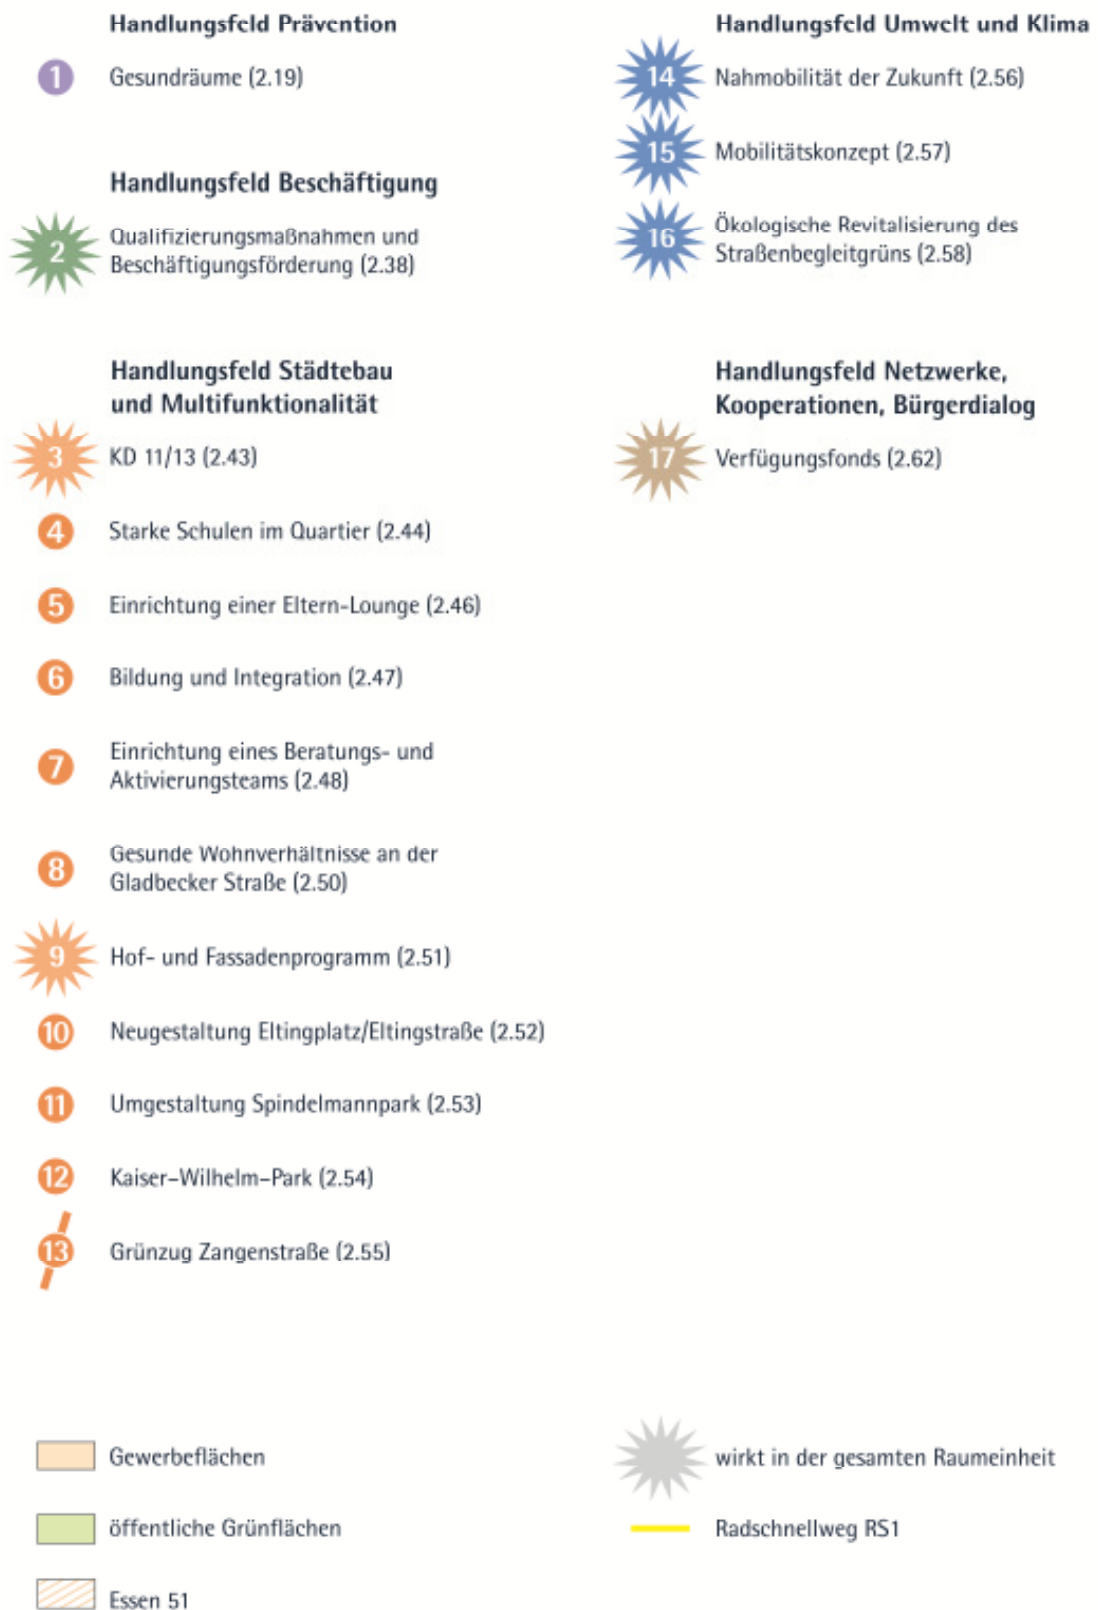 Handlungsfeld Prävention
1 Gesundräume (2.19)
Handlungsfeld Beschäftigung
2 Qualifizierungsmaßnahmen und
Beschäftigungsförderung (2.38)
Handlungsfeld Städtebau
und Multifunktionalität
3 KD 11/13 (2.43)
4 Starke Schulen im Quartier (2.44)
5 Einrichtung einer Eltern-Lounge (2.46)
6 Bildung und Integration (2.47)
7 Einrichtung eines Beratungs- und
Aktivierungsteams (2.48)
8 Gesunde Wohnverhältnisse an der
Gladbecker Straße (2.50)
9 Hof- und Fassadenprogramm (2.51)
10 Neugestaltung Eltingplatz/Eltingstraße (2.52)
11 Umgestaltung Spindelmannpark (2.53)
12 Kaiser-Wilhelm-Park (2.54)
13 Grünzug Zangenstraße (2.55)
Handlungsfeld Umwelt und Klima
14 Nahmobilität der Zukunft (2.56)
15 Mobilitätskonzept (2.57)
16 Ökologische Revitalisierung des
Straßenbegleitgrüns (2.58)
Handlungsfeld Netzwerke,
Kooperationen, Bürgerdialog
17 Verfügungsfonds (2.62)
Gewerbeflächen
öffentliche Grünflächen
Essen 51
wirkt in der gesamten Raumeinheit
Radschnellweg RS1